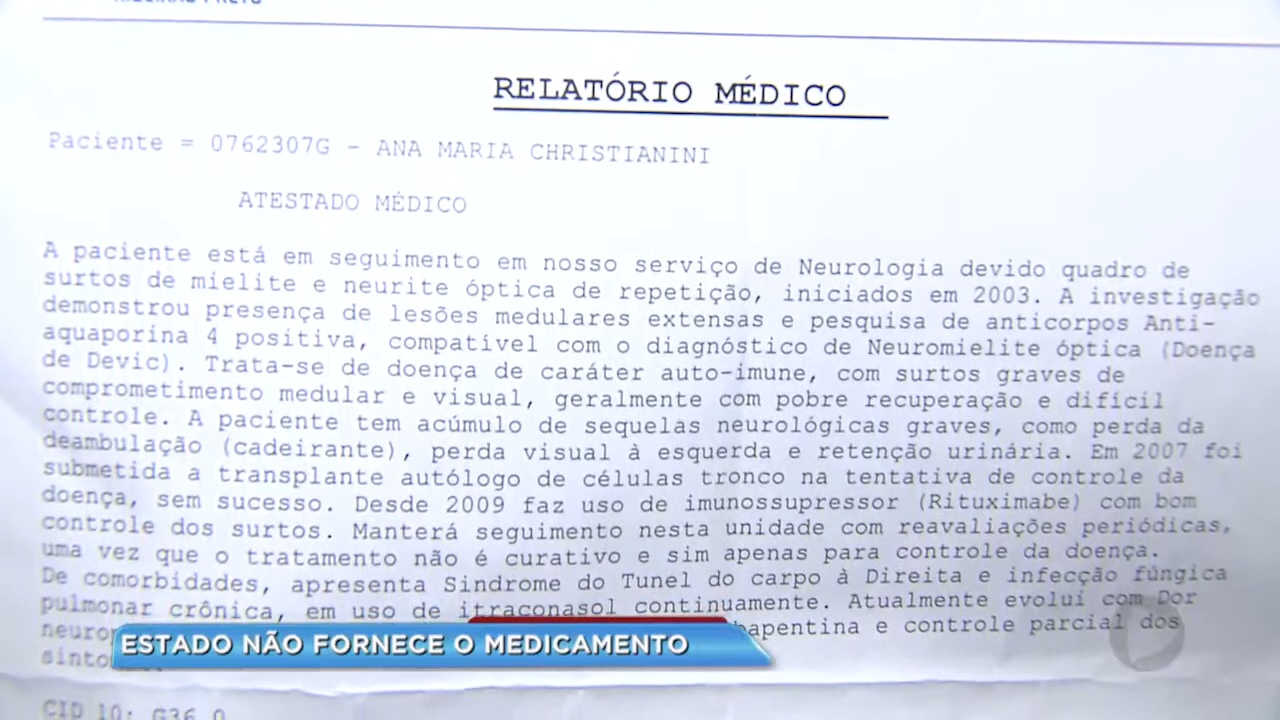 RIBEIRÃO PRETO
RELATÓRIO MÉDICO
Paciente = 0762307G - ANA MARIA CHRISTIANINI
ATESTADO MÉDICO
A paciente está em seguimento em nosso serviço de Neurologia devido quadro de
surtos de mielite e neurite óptica de repetição, iniciados em 2003. A investigação
demonstrou presença de lesões medulares extensas e pesquisa de anticorpos Anti-
aquaporina 4 positiva, compatível com o diagnóstico de Neuromielite óptica (Doença
de Devic). Trata-se de doença de caráter auto-imune, com surtos graves de
comprometimento medular e visual, geralmente com pobre recuperação e difícil
controle. A paciente tem acúmulo de sequelas neurológicas graves, como perda da
deambulação (cadeirante), perda visual à esquerda e retenção urinária. Em 2007 foi
submetida a transplante autólogo de células tronco na tentativa de controle da
doença, sem sucesso. Desde 2009 faz uso de imunossupressor (Rituximabe) com bom
controle dos surtos. Manterá seguimento nesta unidade com reavaliações periódicas,
uma vez que o tratamento não é curativo e sim apenas para controle da doença.
De comorbidades, apresenta Sindrome do Tunel do carpo à Direita e infecção fúngica
pulmonar crônica, em uso de itraconasol continuamente. Atualmente evolui com Dor
e controle parcial dos
ESTADO NÃO FORNECE O MEDICAMENTO
CID 10: G36.0